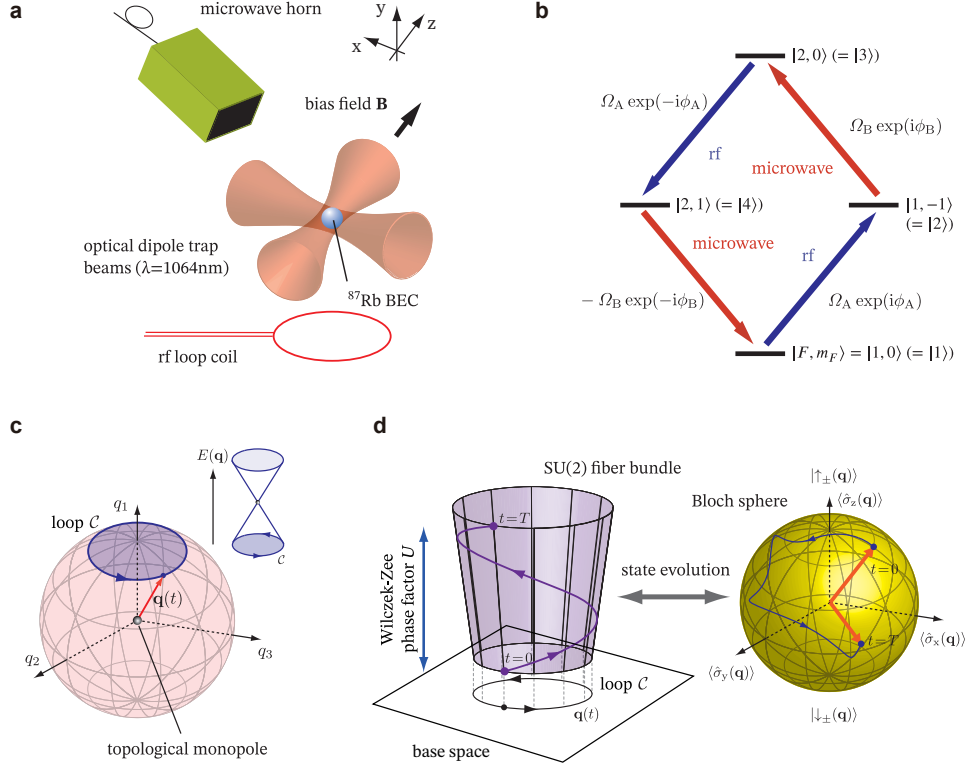 a
microwave horn
y
z
x
bias field B
optical dipole trap
beams (λ=1064nm)
⁸⁷Rb BEC
rf loop coil
b
|2, 0⟩ (= |3⟩)
Ω_A exp(−iϕ_A)
Ω_B exp(iϕ_B)
rf
microwave
|2, 1⟩ (= |4⟩)
|1, −1⟩
(= |2⟩)
microwave
rf
− Ω_B exp(−iϕ_B)
Ω_A exp(iϕ_A)
|F, m_F⟩ = |1, 0⟩ (= |1⟩)
c
E(q)
q₁
loop C
C
q(t)
q₂
q₃
topological monopole
d
SU(2) fiber bundle
|↑±(q)⟩
Bloch sphere
⟨σ̂_z(q)⟩
t=T
Wilczek-Zee
phase factor U
state evolution
t=0
t=0
t=T
⟨σ̂_x(q)⟩
⟨σ̂_y(q)⟩
loop C
q(t)
|↓±(q)⟩
base space